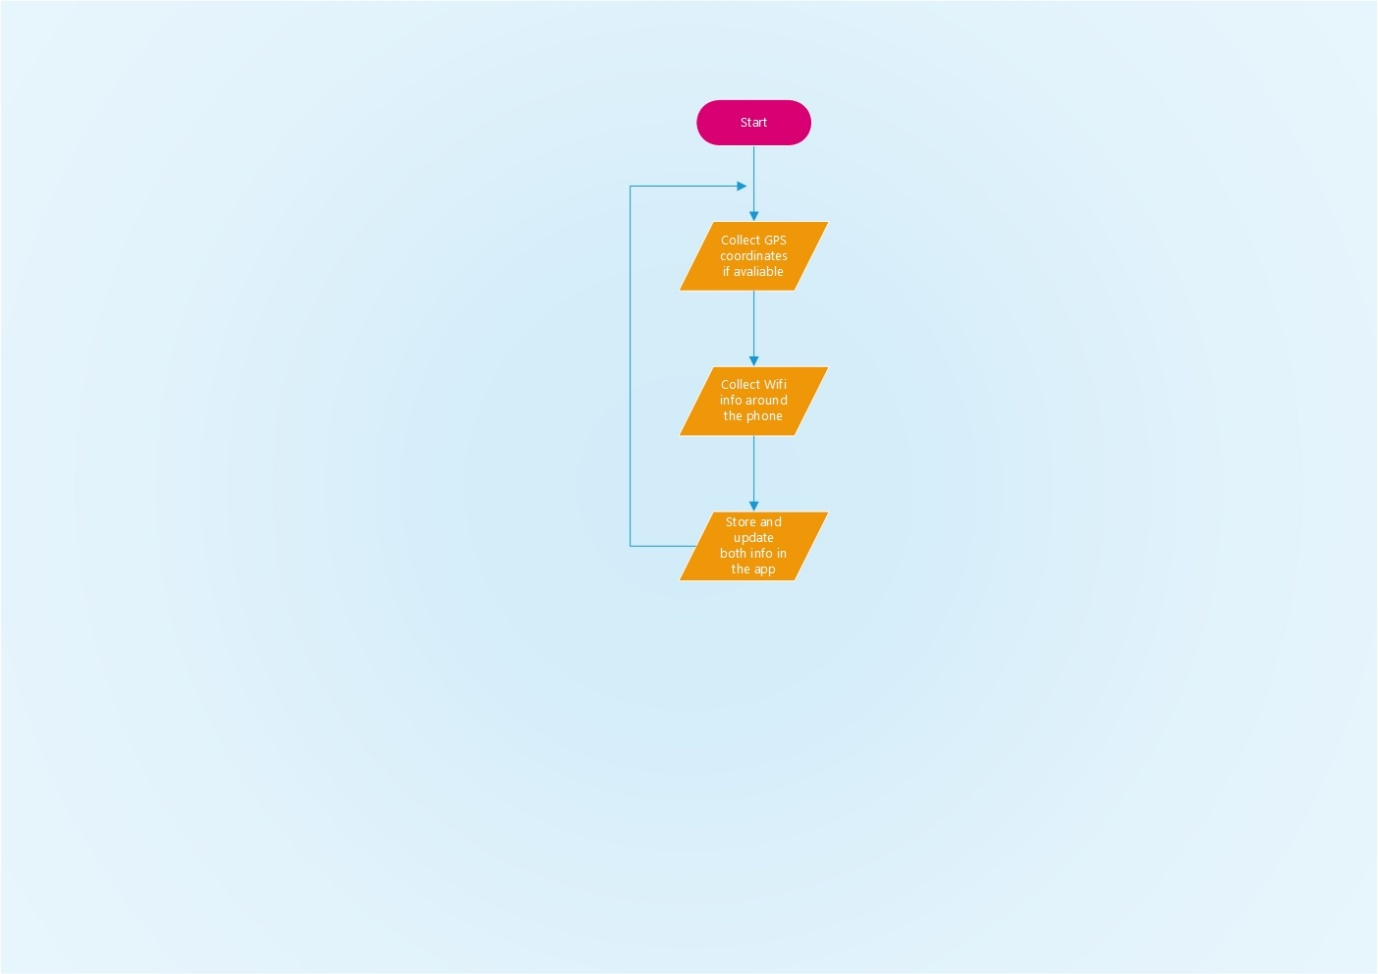 Start
Collect GPS
coordinates
if avaliable
Collect Wifi
info around
the phone
Store and
update
both info in
the app